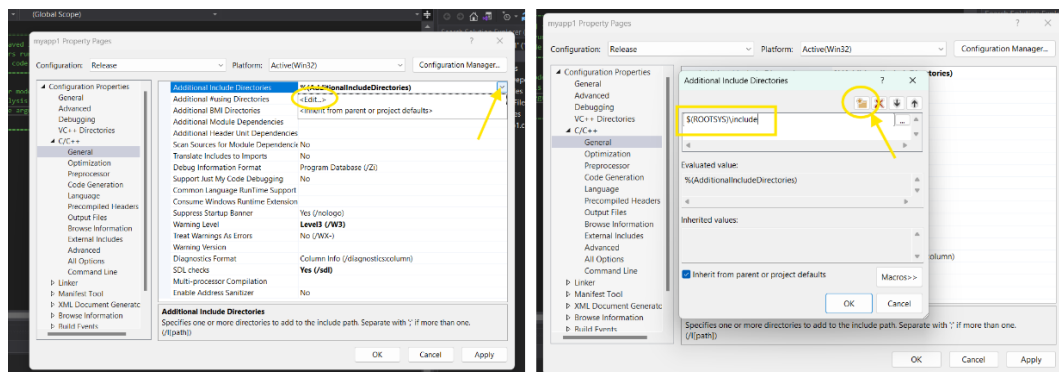 (Global Scope)
myapp1 Property Pages
Configuration: Release Platform: Active(Win32) Configuration Manager...
Configuration Properties
General
Advanced
Debugging
VC++ Directories
C/C++
General
Optimization
Preprocessor
Code Generation
Language
Precompiled Headers
Output Files
Browse Information
External Includes
Advanced
All Options
Command Line
Linker
Manifest Tool
XML Document Generatc
Browse Information
Build Events
Additional Include Directories %(AdditionalIncludeDirectories)
Additional #using Directories <Edit...>
Additional BMI Directories <inherit from parent or project defaults>
Additional Module Dependencies
Additional Header Unit Dependencies
Scan Sources for Module Dependencie No
Translate Includes to Imports No
Debug Information Format Program Database (/Zi)
Support Just My Code Debugging No
Common Language RunTime Support
Consume Windows Runtime Extension
Suppress Startup Banner Yes (/nologo)
Warning Level Level3 (/W3)
Treat Warnings As Errors No (/WX-)
Warning Version
Diagnostics Format Column Info (/diagnostics:column)
SDL checks Yes (/sdl)
Multi-processor Compilation
Enable Address Sanitizer No
Additional Include Directories
Specifies one or more directories to add to the include path. Separate with ';' if more than one.
(/I[path])
OK Cancel Apply
myapp1 Property Pages
Configuration: Release Platform: Active(Win32) Configuration Manager...
Configuration Properties
General
Advanced
Debugging
VC++ Directories
C/C++
General
Optimization
Preprocessor
Code Generation
Language
Precompiled Headers
Output Files
Browse Information
External Includes
Advanced
All Options
Command Line
Linker
Manifest Tool
XML Document Generatc
Browse Information
Build Events
Additional Include Directories
$(ROOTSYS)\include
Evaluated value:
%(AdditionalIncludeDirectories)
Inherited values:
Inherit from parent or project defaults
Macros>>
OK Cancel
ctories)
olumn)
Specifies one or more directories to add to the include path. Separate with ';' if more than one.
(/I[path])
OK Cancel Apply